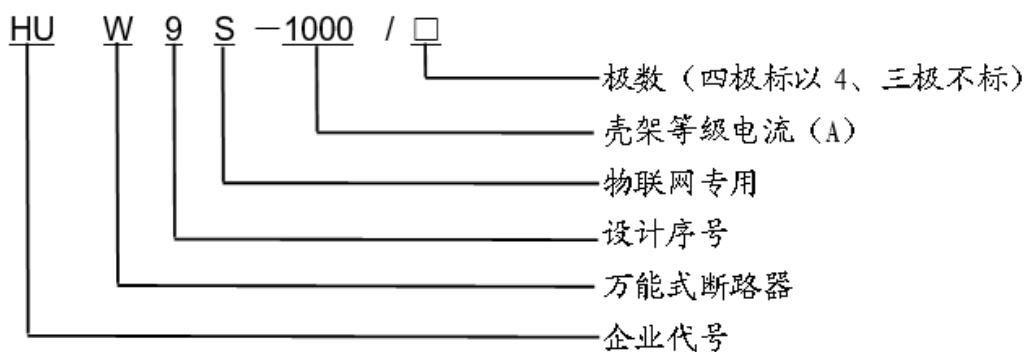 HU W 9 S －1000 / □
极数（四极标以 4、三极不标）
壳架等级电流（A）
物联网专用
设计序号
万能式断路器
企业代号